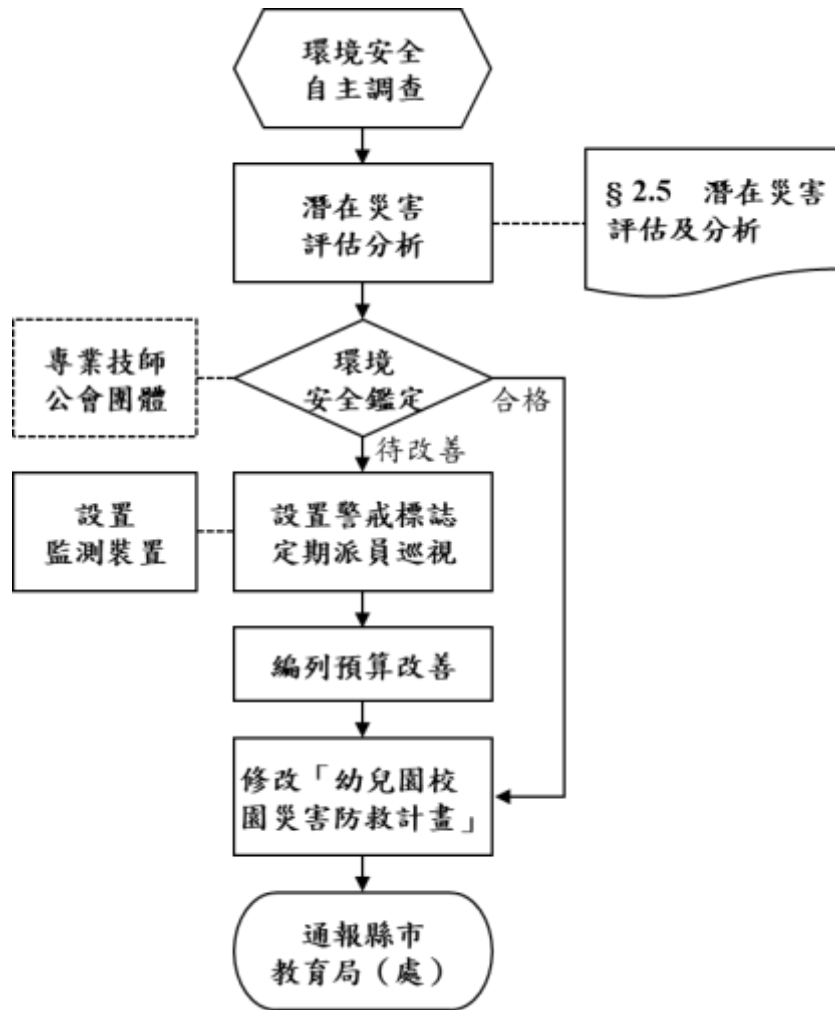 環境安全
自主調查
潛在災害
評估分析
§ 2.5 潛在災害
評估及分析
專業技師
公會團體
環境
安全鑑定
合格
待改善
設置
監測裝置
設置警戒標誌
定期派員巡視
編列預算改善
修改「幼兒園校
園災害防救計畫」
通報縣市
教育局（處）